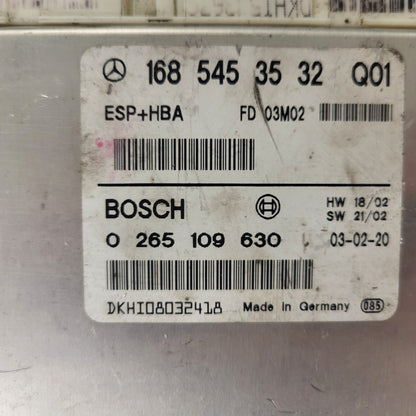 168 545 35 32 Q01
ESP+HBA FD 03M02
BOSCH HW 18/02
SW 21/02
0 265 109 630 03-02-20
DKHI08032418 Made in Germany 085